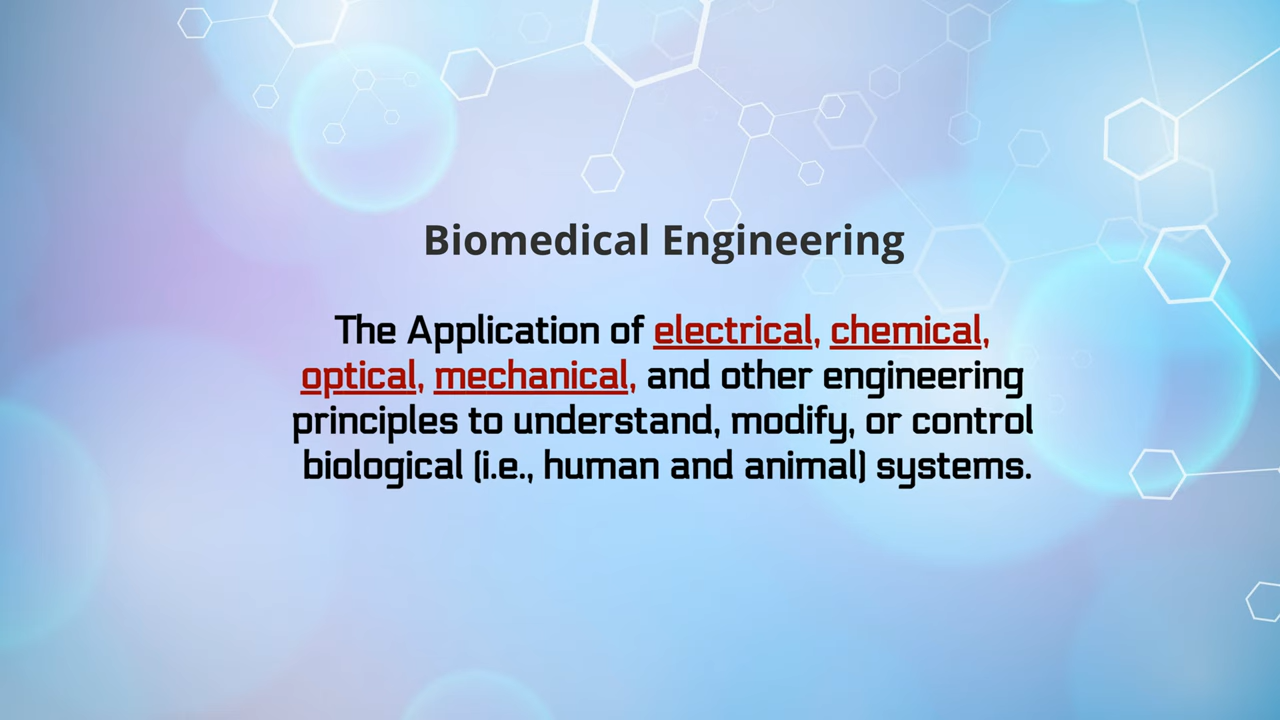 Biomedical Engineering
The Application of electrical, chemical,
optical, mechanical, and other engineering
principles to understand, modify, or control
biological (i.e., human and animal) systems.